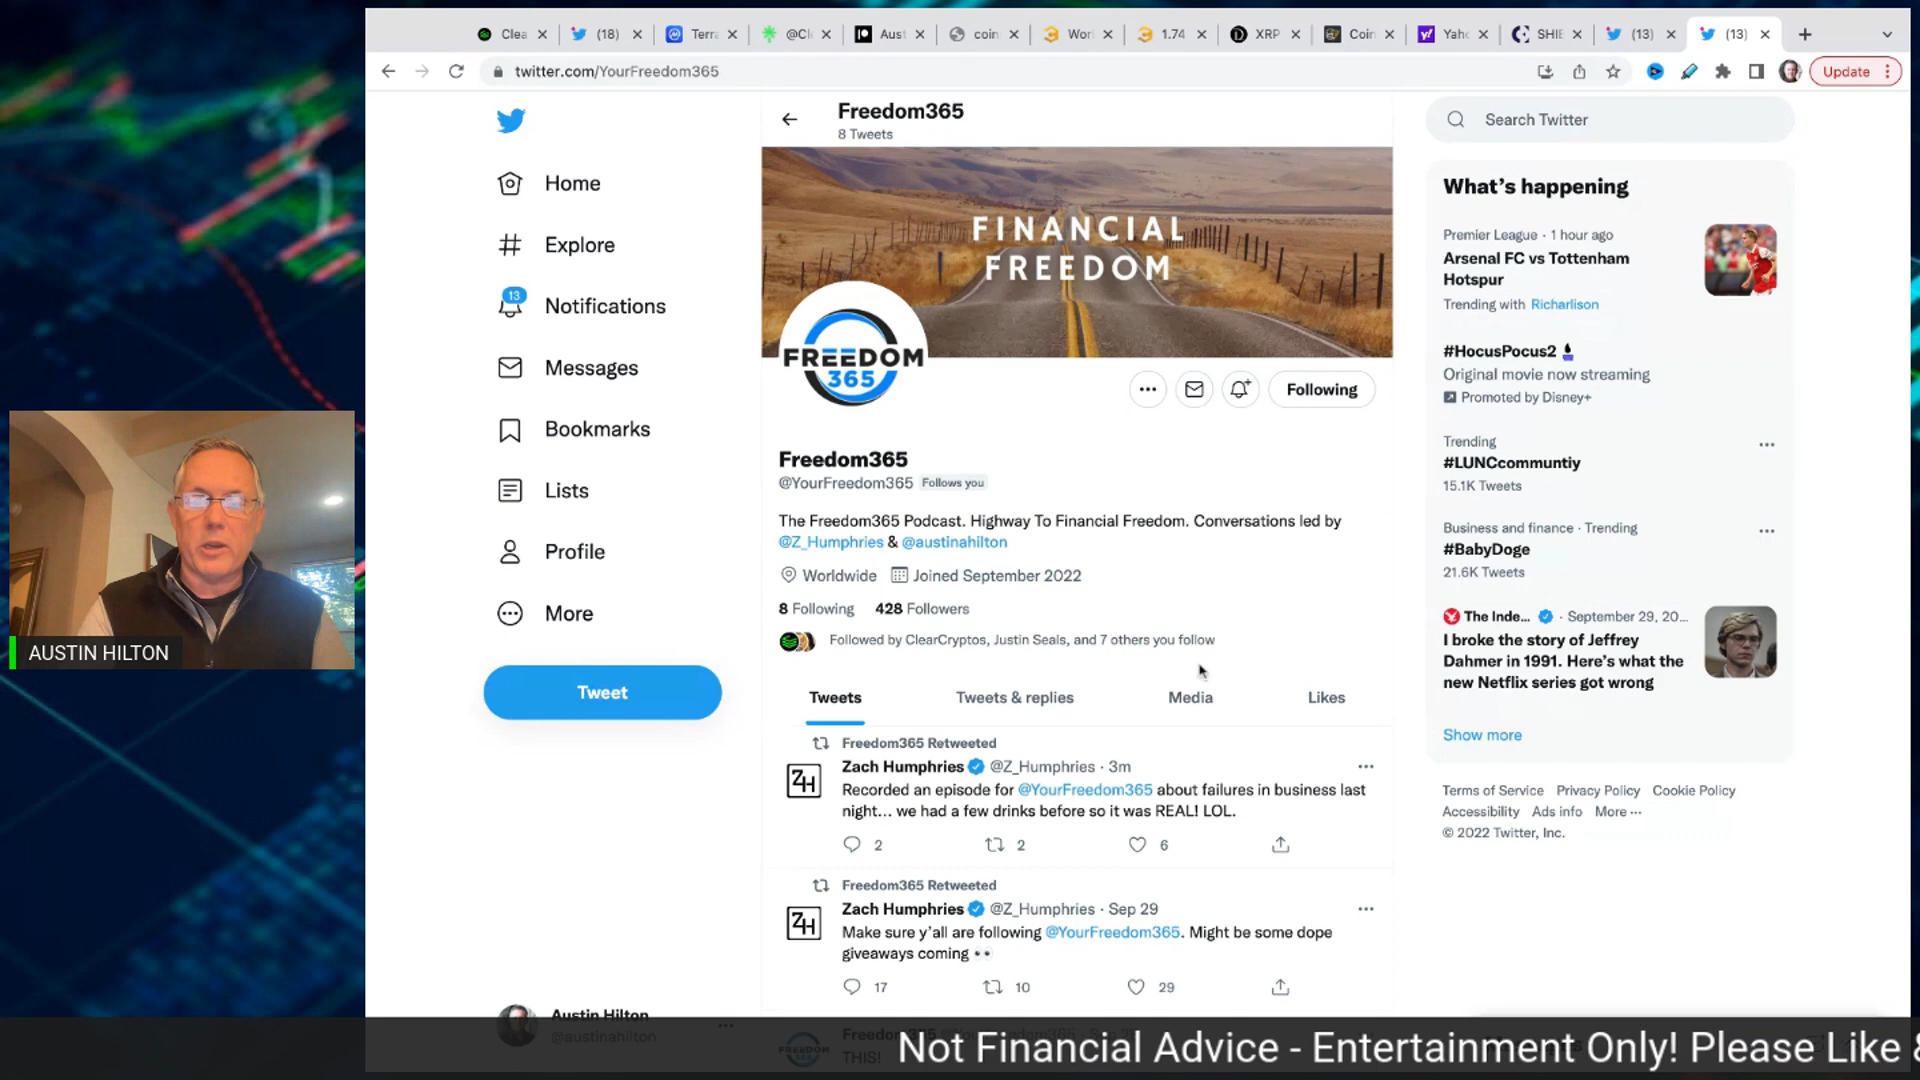 Clea
(18)
Terra
@Cl
Aust
coin
Worl
1.74
XRP
Coin
Yaho
SHIB
(13)
(13)
twitter.com/YourFreedom365
Update
Home
Explore
13
Notifications
Messages
Bookmarks
Lists
Profile
More
Tweet
Austin Hilton
@austinahilton
Freedom365
8 Tweets
FINANCIAL
FREEDOM
FREEDOM
365
Following
Freedom365
@YourFreedom365 Follows you
The Freedom365 Podcast. Highway To Financial Freedom. Conversations led by
@Z_Humphries & @austinahilton
Worldwide Joined September 2022
8 Following 428 Followers
Followed by ClearCryptos, Justin Seals, and 7 others you follow
Tweets Tweets & replies Media Likes
Freedom365 Retweeted
ZH
Zach Humphries @Z_Humphries · 3m
Recorded an episode for @YourFreedom365 about failures in business last
night... we had a few drinks before so it was REAL! LOL.
2 2 6
Freedom365 Retweeted
ZH
Zach Humphries @Z_Humphries · Sep 29
Make sure y'all are following @YourFreedom365. Might be some dope
giveaways coming 👀
17 10 29
THIS!
Search Twitter
What's happening
Premier League · 1 hour ago
Arsenal FC vs Tottenham
Hotspur
Trending with Richarlison
#HocusPocus2
Original movie now streaming
Promoted by Disney+
Trending
#LUNCcommuntiy
15.1K Tweets
Business and finance · Trending
#BabyDoge
21.6K Tweets
The Inde... · September 29, 20...
I broke the story of Jeffrey
Dahmer in 1991. Here's what the
new Netflix series got wrong
Show more
Terms of Service Privacy Policy Cookie Policy
Accessibility Ads info More ...
© 2022 Twitter, Inc.
AUSTIN HILTON
Not Financial Advice - Entertainment Only! Please Like &